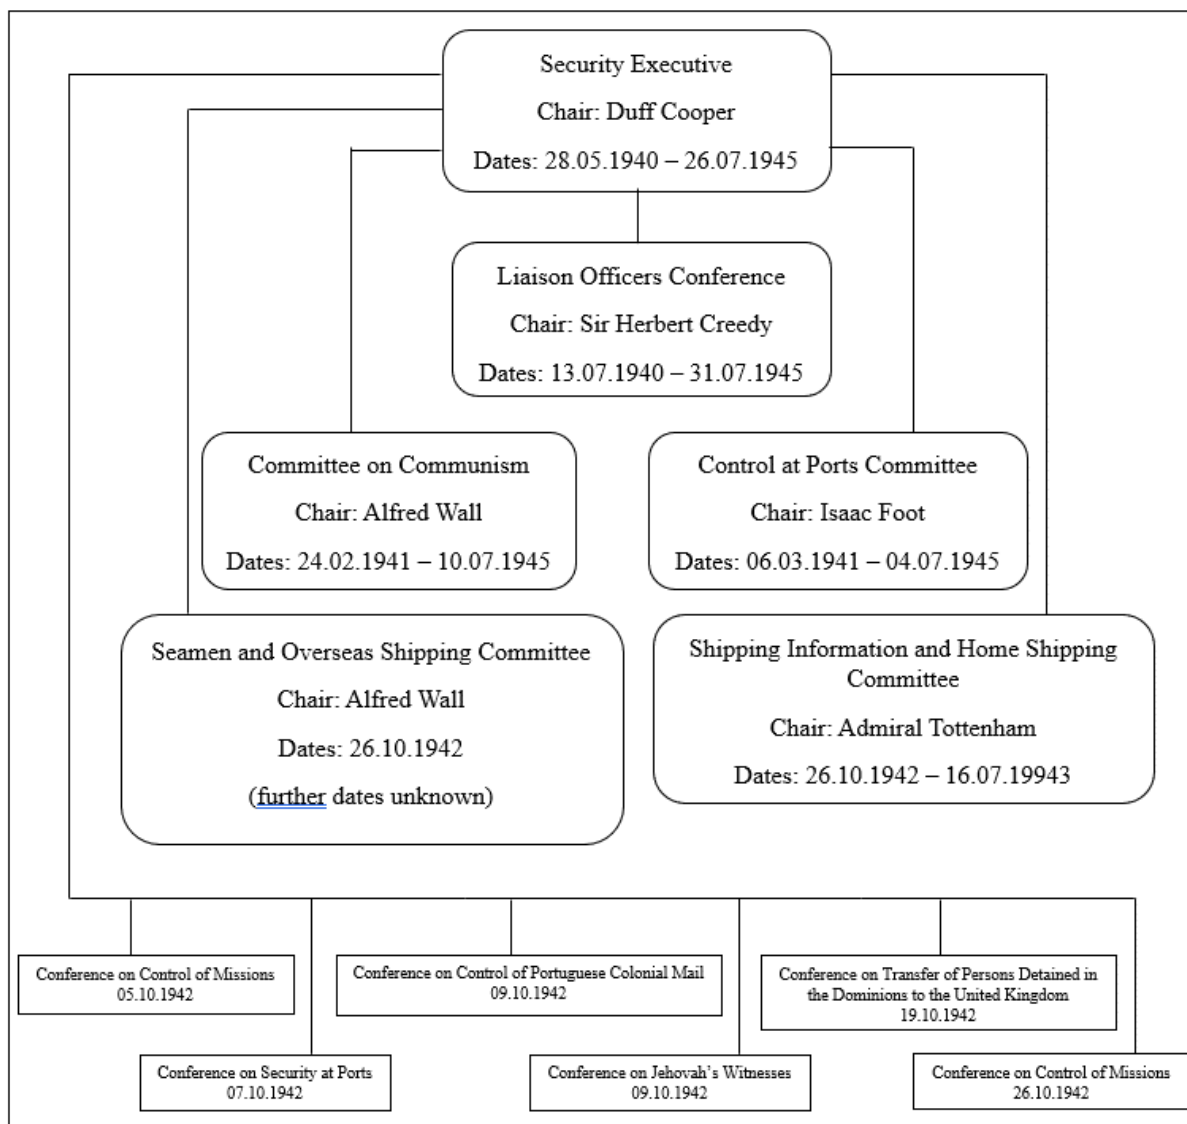 Security Executive
Chair: Duff Cooper
Dates: 28.05.1940 – 26.07.1945
Liaison Officers Conference
Chair: Sir Herbert Creedy
Dates: 13.07.1940 – 31.07.1945
Committee on Communism
Chair: Alfred Wall
Dates: 24.02.1941 – 10.07.1945
Control at Ports Committee
Chair: Isaac Foot
Dates: 06.03.1941 – 04.07.1945
Seamen and Overseas Shipping Committee
Chair: Alfred Wall
Dates: 26.10.1942
(further dates unknown)
Shipping Information and Home Shipping
Committee
Chair: Admiral Tottenham
Dates: 26.10.1942 – 16.07.19943
Conference on Control of Missions
05.10.1942
Conference on Control of Portuguese Colonial Mail
09.10.1942
Conference on Transfer of Persons Detained in
the Dominions to the United Kingdom
19.10.1942
Conference on Security at Ports
07.10.1942
Conference on Jehovah’s Witnesses
09.10.1942
Conference on Control of Missions
26.10.1942